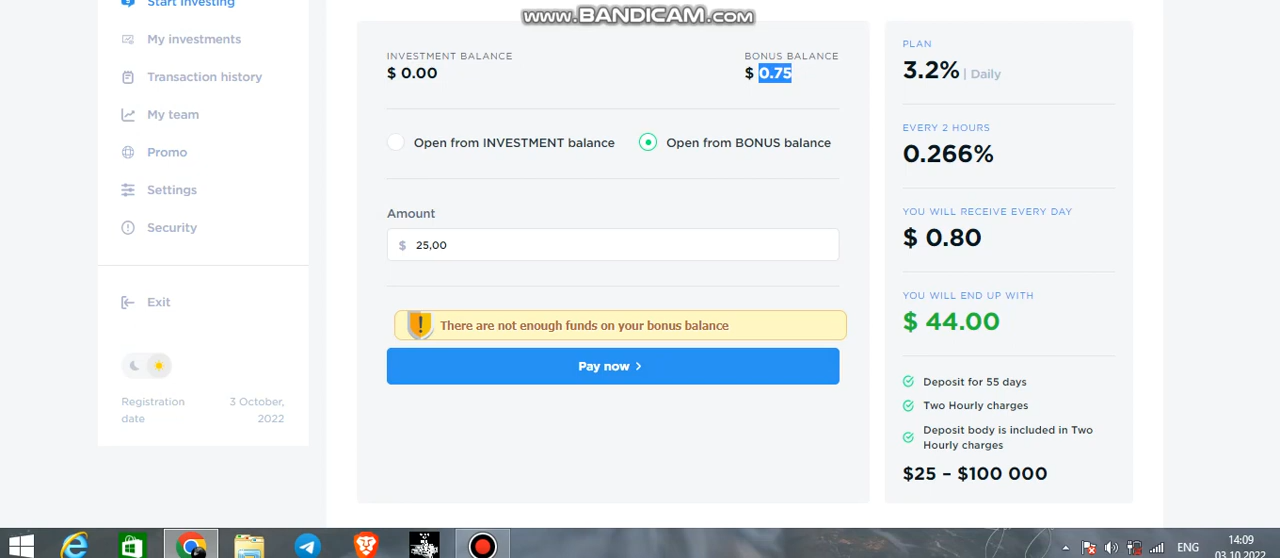 www.BANDICAM.com
Start investing
My investments
Transaction history
My team
Promo
Settings
Security
Exit
Registration date
3 October, 2022
INVESTMENT BALANCE
$ 0.00
BONUS BALANCE
$ 0.75
Open from INVESTMENT balance
Open from BONUS balance
Amount
$ 25,00
There are not enough funds on your bonus balance
Pay now >
PLAN
3.2% | Daily
EVERY 2 HOURS
0.266%
YOU WILL RECEIVE EVERY DAY
$ 0.80
YOU WILL END UP WITH
$ 44.00
Deposit for 55 days
Two Hourly charges
Deposit body is included in Two
Hourly charges
$25 – $100 000
ENG
14:09
03.10.2022